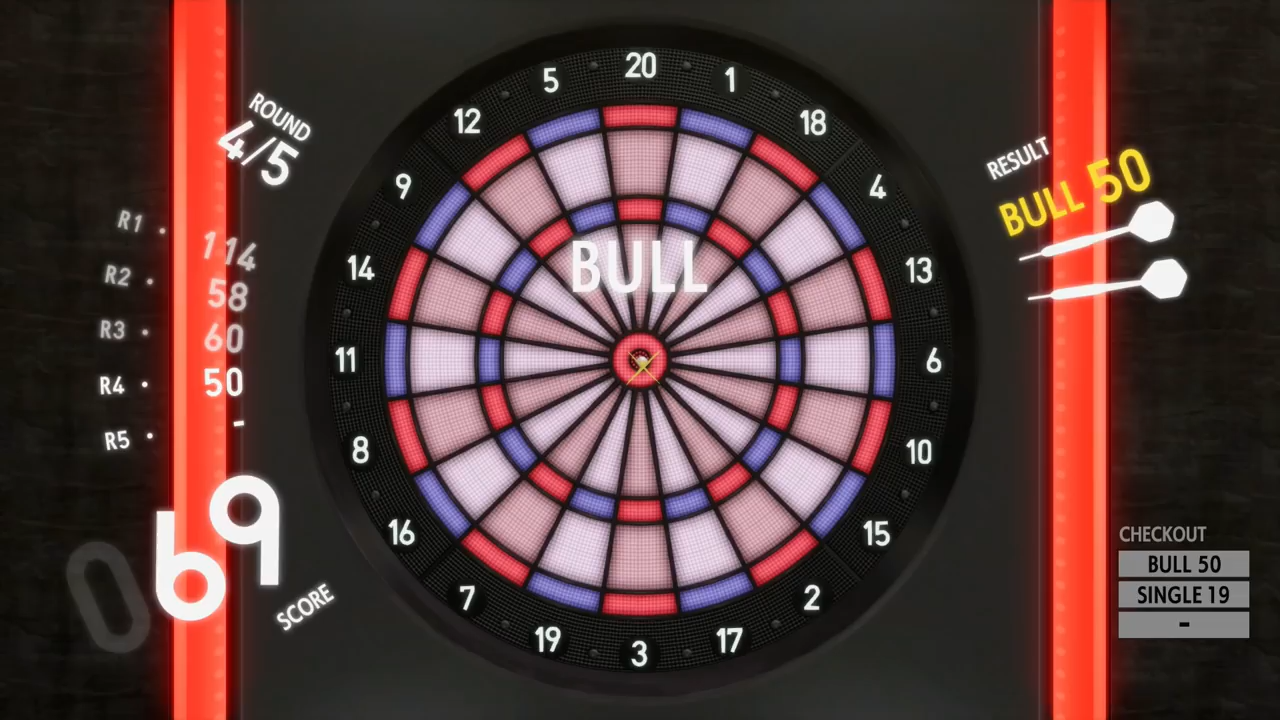 ROUND
4/5
R1 114
R2 58
R3 60
R4 50
R5 -
069
SCORE
20
1
18
4
13
6
10
15
2
17
3
19
7
16
8
11
14
9
12
5
BULL
RESULT
BULL 50
CHECKOUT
BULL 50
SINGLE 19
-